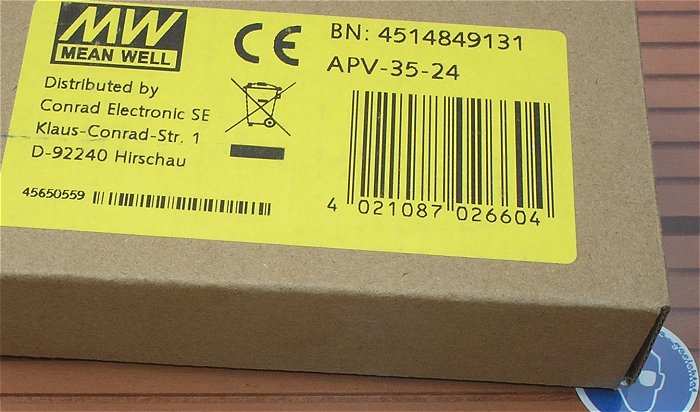 MW
MEAN WELL
Distributed by
Conrad Electronic SE
Klaus-Conrad-Str. 1
D-92240 Hirschau
45650559
CE
BN: 4514849131
APV-35-24
4 021087 026604